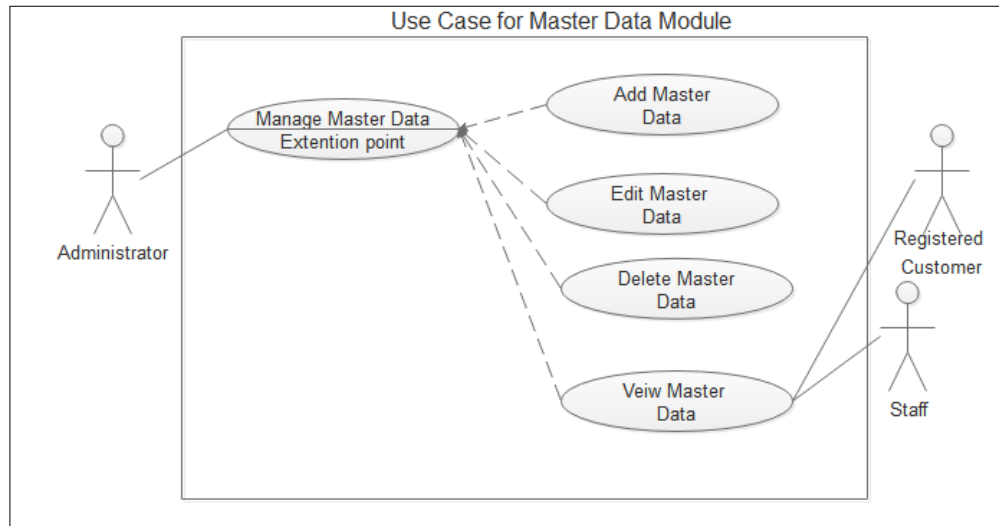 Use Case for Master Data Module
Manage Master Data
Extention point
Add Master
Data
Edit Master
Data
Delete Master
Data
Veiw Master
Data
Administrator
Registered
Customer
Staff